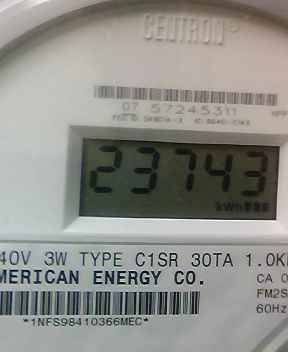 CENTRON®
07 57245311
23743
kWh
40V 3W TYPE C1SR 30TA 1.0K
MERICAN ENERGY CO.
CA 0
FM2S
60Hz
*1NFS98410366MEC*